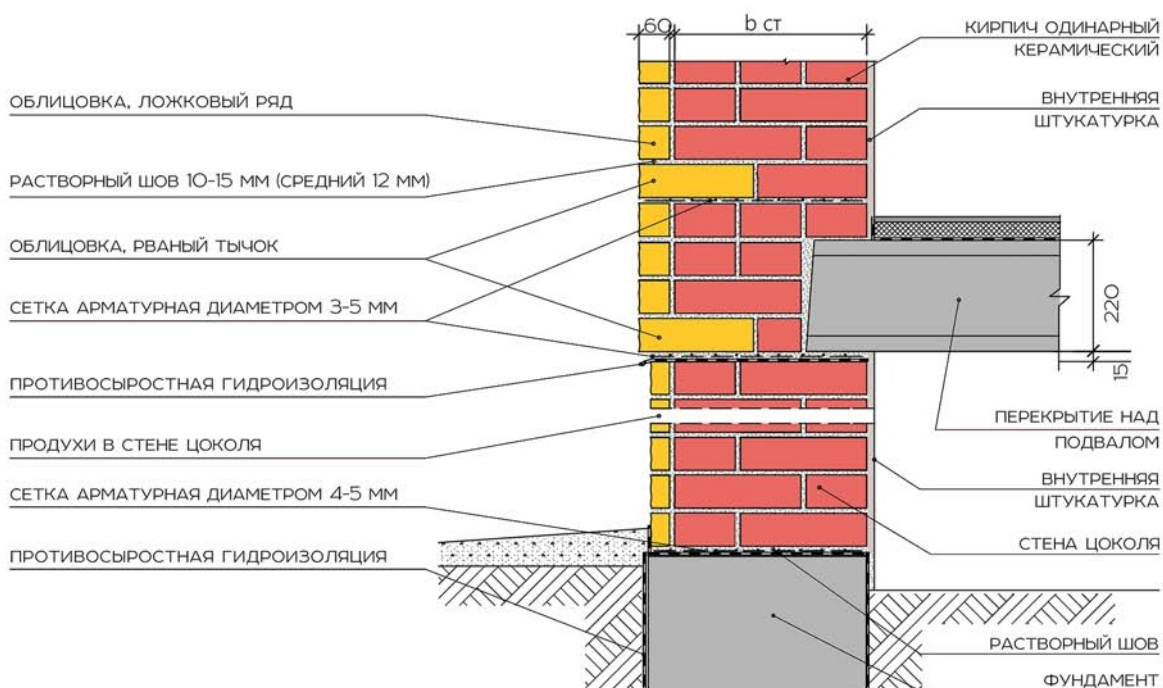 60
b ст
КИРПИЧ ОДИНАРНЫЙ
КЕРАМИЧЕСКИЙ
ОБЛИЦОВКА, ЛОЖКОВЫЙ РЯД
ВНУТРЕННЯЯ
ШТУКАТУРКА
РАСТВОРНЫЙ ШОВ 10-15 ММ (СРЕДНИЙ 12 ММ)
ОБЛИЦОВКА, РВАНЫЙ ТЫЧОК
СЕТКА АРМАТУРНАЯ ДИАМЕТРОМ 3-5 ММ
220
15
ПРОТИВОСЫРОСТНАЯ ГИДРОИЗОЛЯЦИЯ
ПЕРЕКРЫТИЕ НАД
ПОДВАЛОМ
ПРОДУХИ В СТЕНЕ ЦОКОЛЯ
ВНУТРЕННЯЯ
ШТУКАТУРКА
СЕТКА АРМАТУРНАЯ ДИАМЕТРОМ 4-5 ММ
СТЕНА ЦОКОЛЯ
ПРОТИВОСЫРОСТНАЯ ГИДРОИЗОЛЯЦИЯ
РАСТВОРНЫЙ ШОВ
ФУНДАМЕНТ